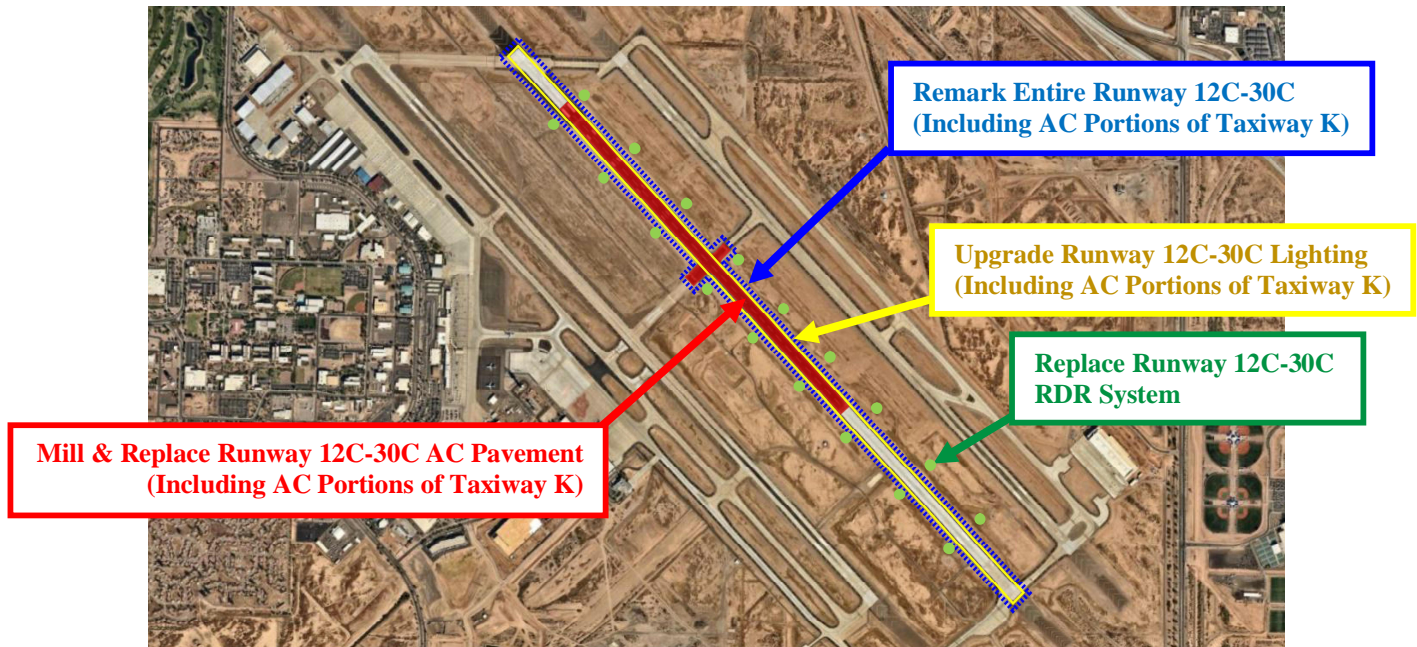 Remark Entire Runway 12C-30C
(Including AC Portions of Taxiway K)
Upgrade Runway 12C-30C Lighting
(Including AC Portions of Taxiway K)
Replace Runway 12C-30C
RDR System
Mill & Replace Runway 12C-30C AC Pavement
(Including AC Portions of Taxiway K)